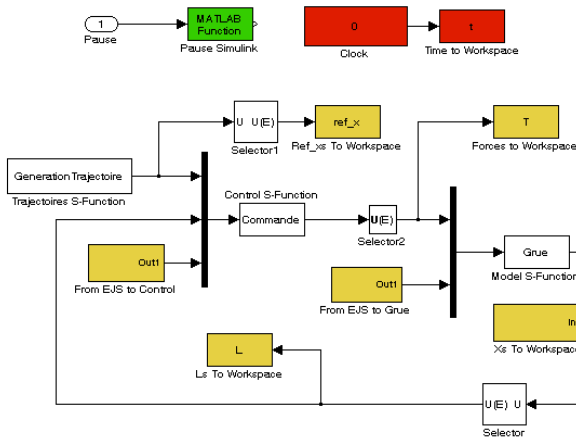 1
Pause
MATLAB
Function
Pause Simulink
0
Clock
t
Time to Workspace
U U(E)
Selector1
ref_x
Ref_xs To Workspace
T
Forces to Workspace
Generation Trajectoire
Trajectoires S-Function
Control S-Function
Commande
U(E)
Selector2
Grue
Model S-Function
Out1
From EJS to Control
Out1
From EJS to Grue
In
Xs To Workspace
L
Ls To Workspace
U(E) U
Selector